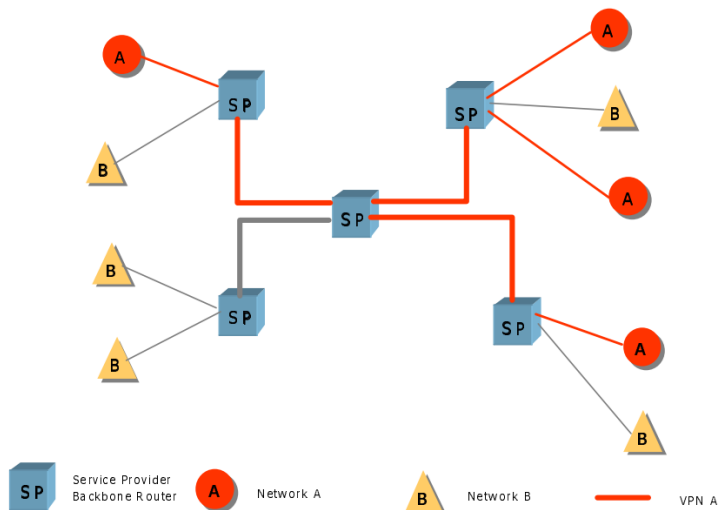 A
A
SP
SP
B
B
A
SP
B
SP
SP
A
B
B
SP
Service Provider
Backbone Router
A
Network A
B
Network B
VPN A